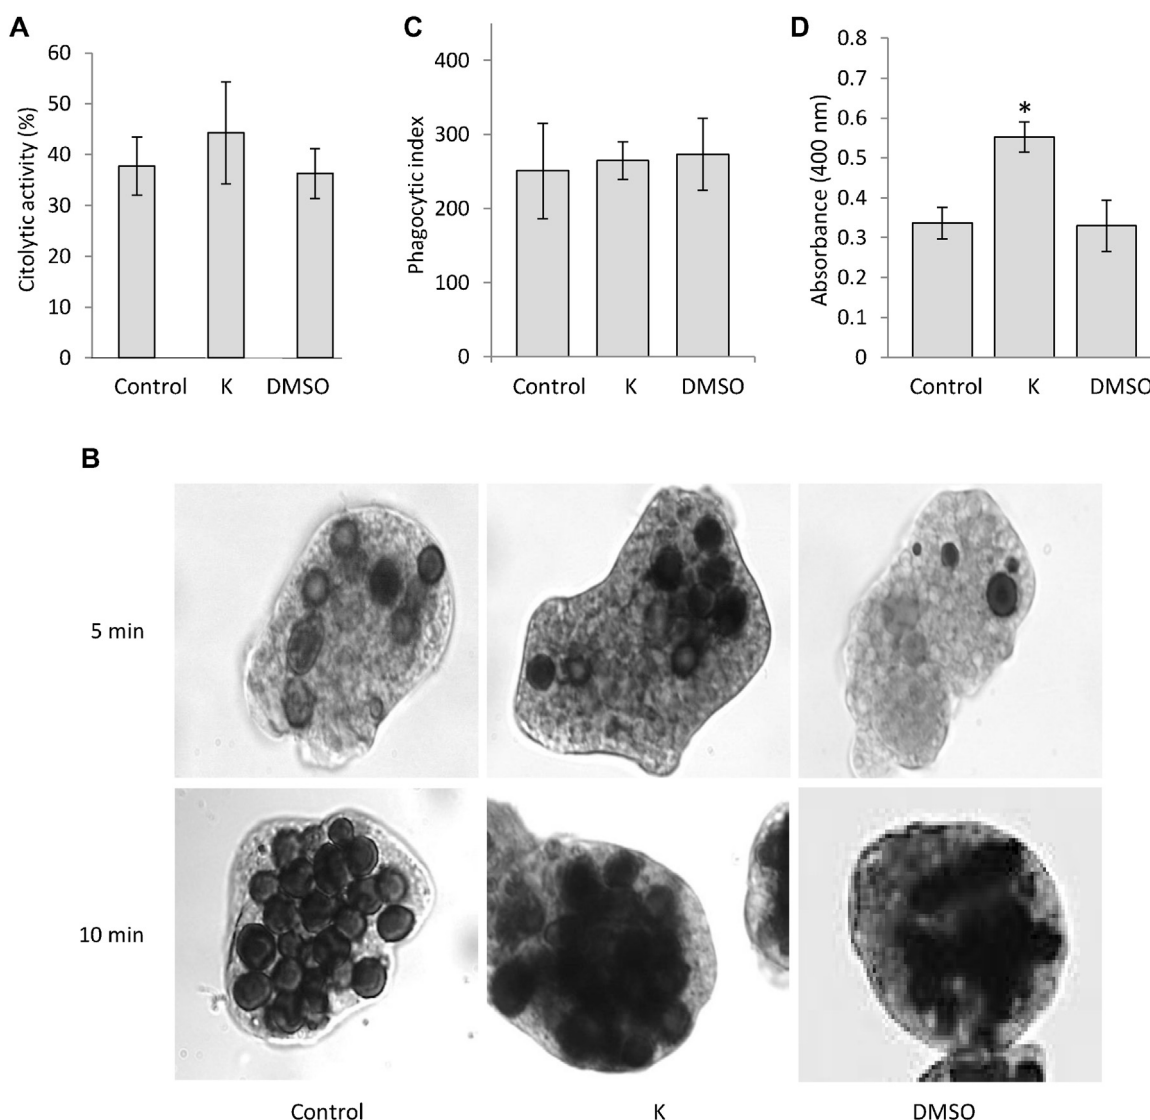 A
Citolytic activity (%)
60
50
40
30
20
10
0
Control K DMSO
C
Phagocytic index
400
300
200
100
0
Control K DMSO
D
Absorbance (400 nm)
0.8
0.7
0.6
0.5
0.4
0.3
0.2
0.1
0
*
Control K DMSO
B
5 min
10 min
Control K DMSO